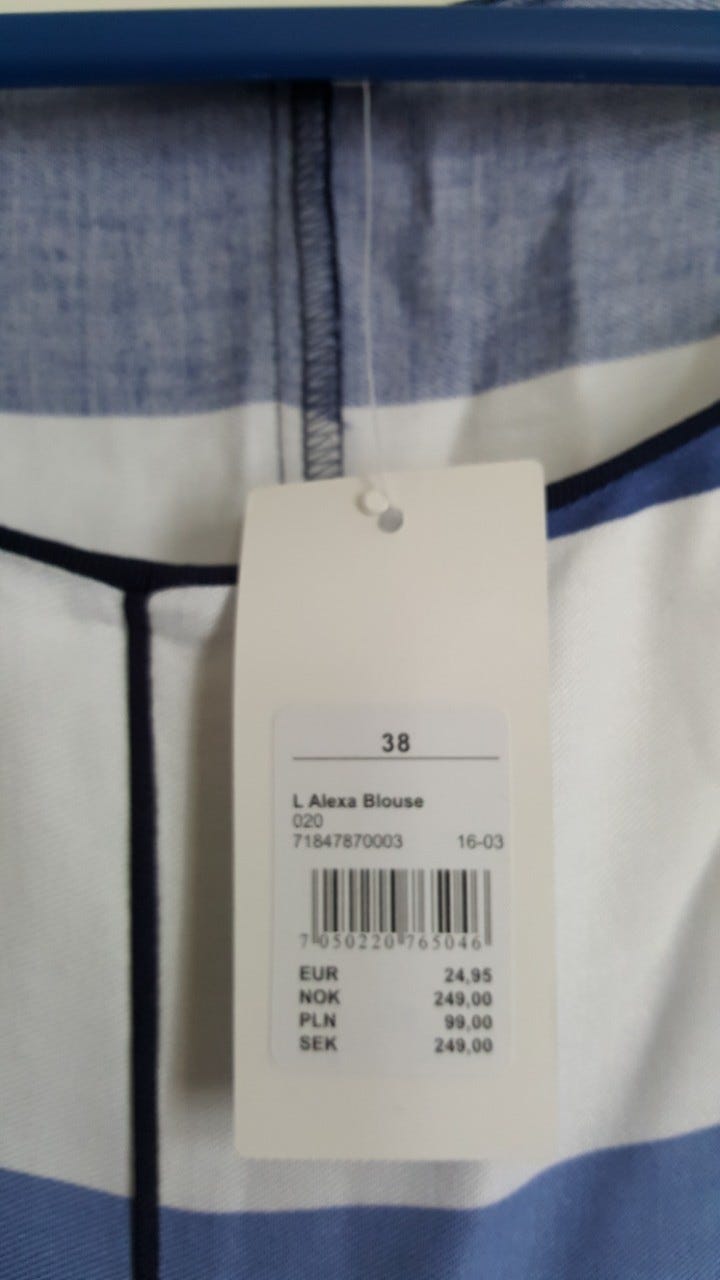 38
L Alexa Blouse
020
71847870003 16-03
7 050220 765046
EUR 24,95
NOK 249,00
PLN 99,00
SEK 249,00